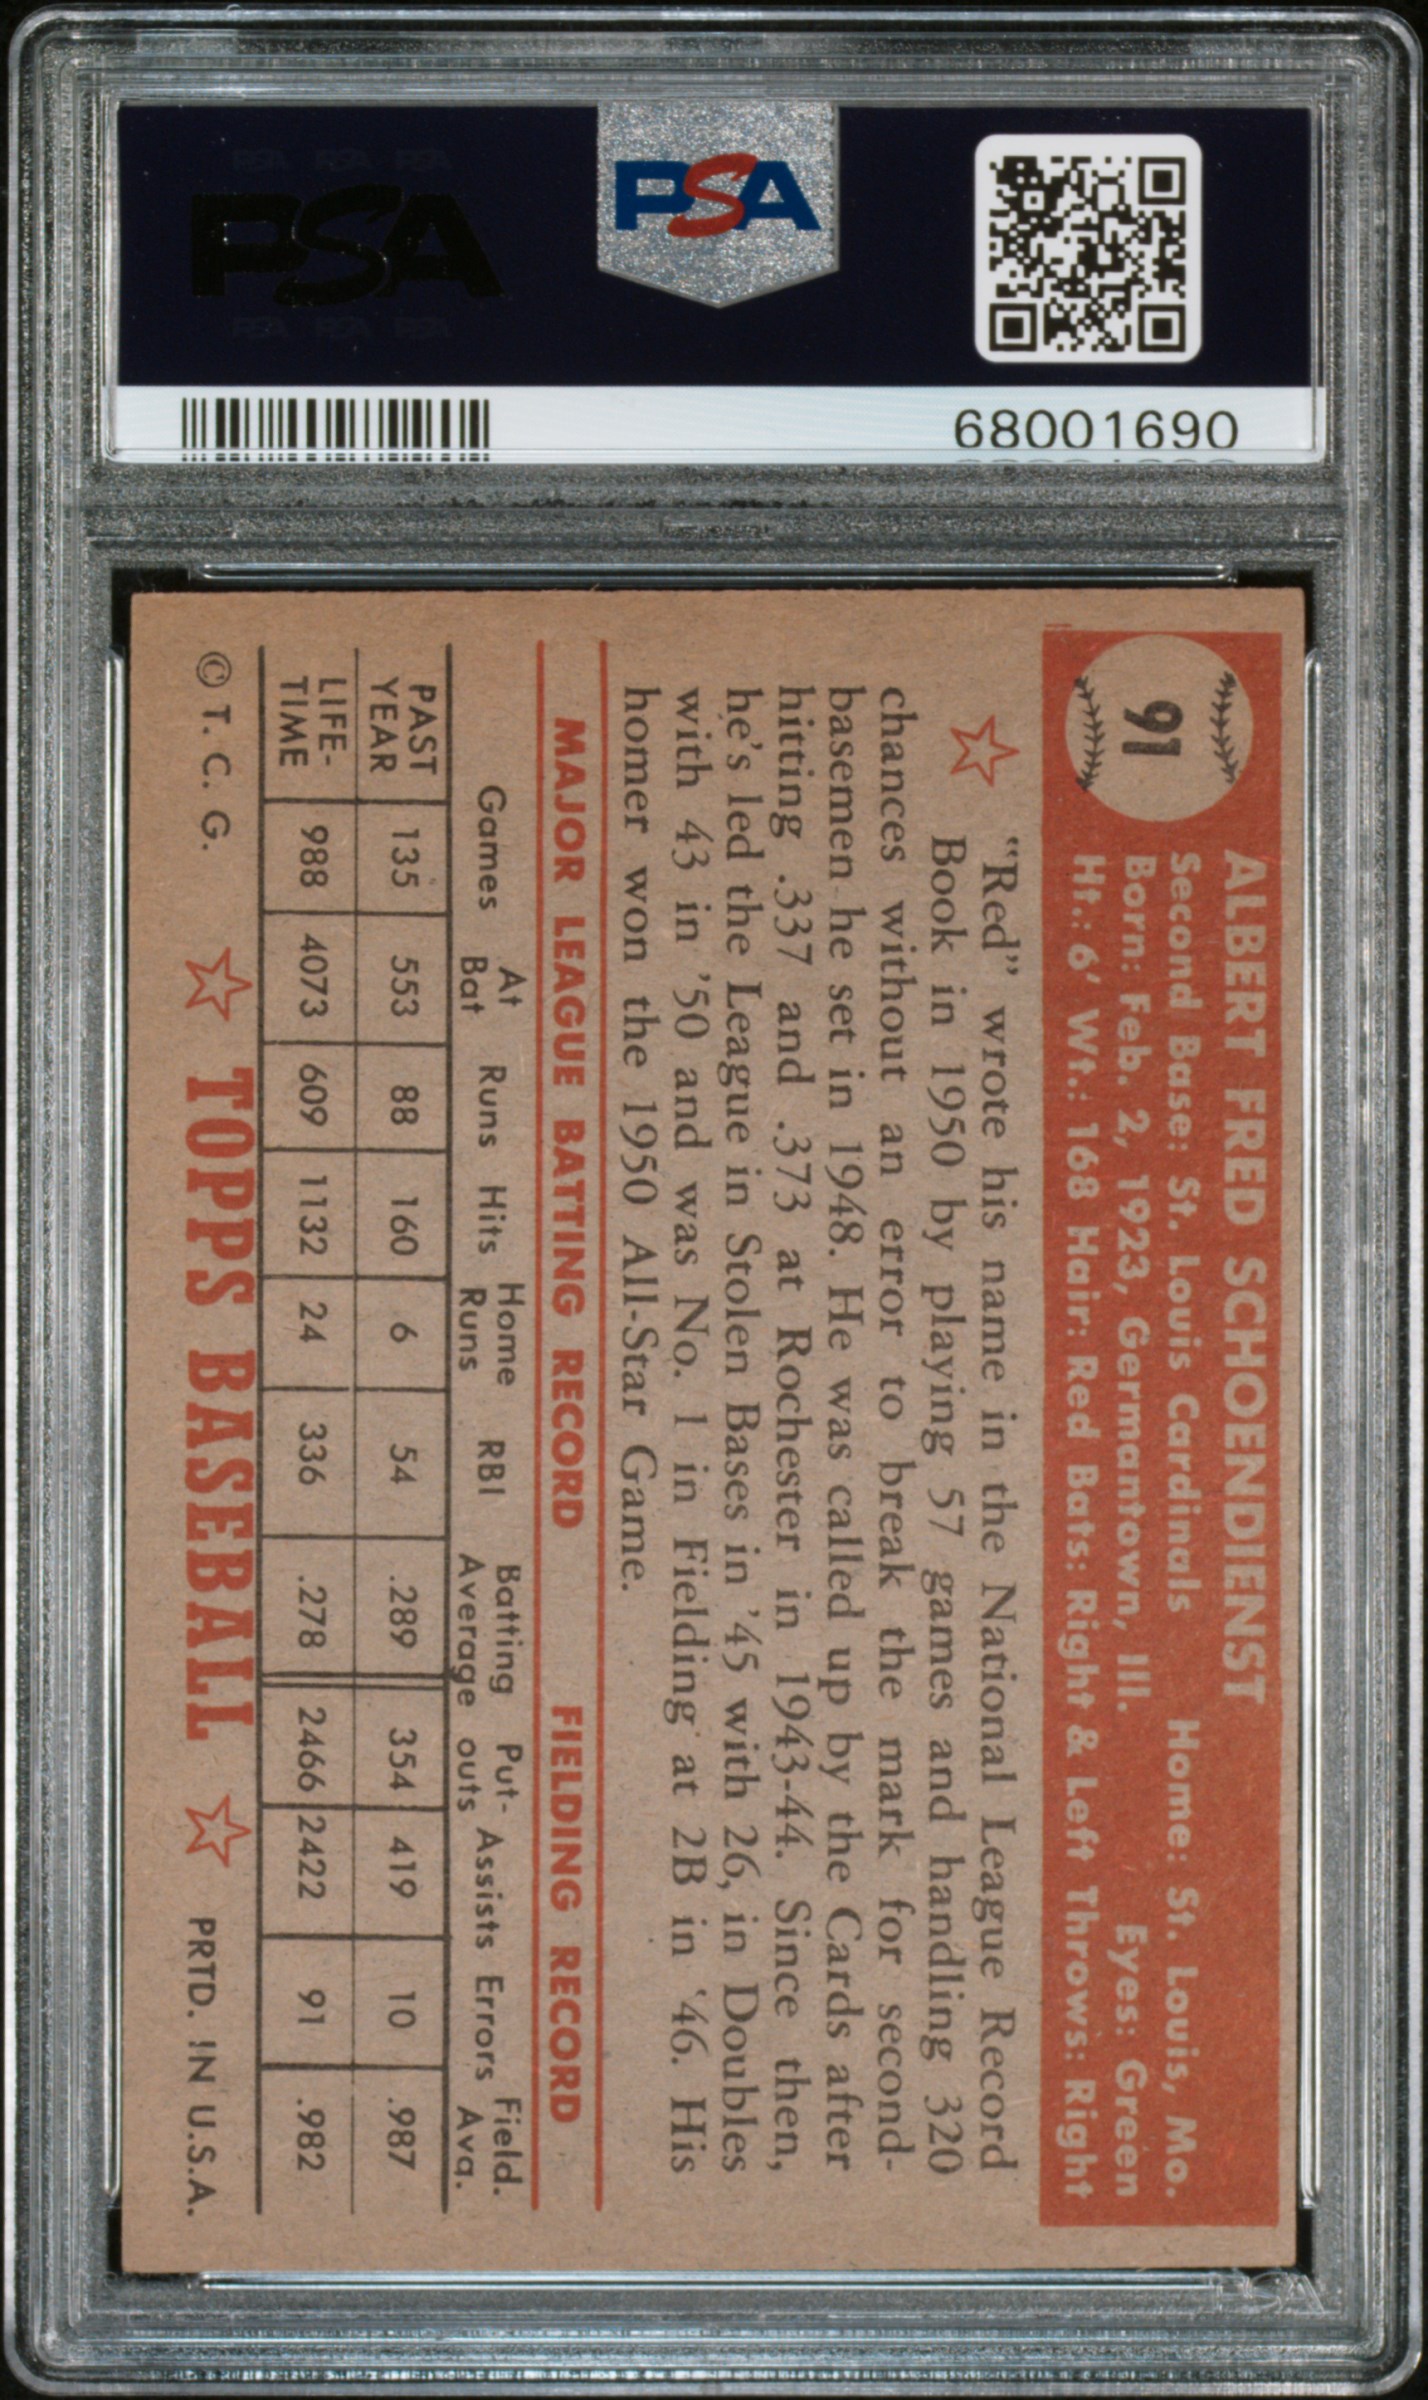 PSA
PSA
68001690
91
ALBERT FRED SCHOENDIENST
Second Base: St. Louis Cardinals Home: St. Louis, Mo.
Born: Feb. 2, 1923, Germantown, Ill. Eyes: Green
Ht.: 6' Wt.: 168 Hair: Red Bats: Right & Left Throws: Right
"Red" wrote his name in the National League Record
Book in 1950 by playing 57 games and handling 320
chances without an error to break the mark for second-
basemen he set in 1948. He was called up by the Cards after
hitting .337 and .373 at Rochester in 1943-44. Since then,
he's led the League in Stolen Bases in '45 with 26, in Doubles
with 43 in '50 and was No. 1 in Fielding at 2B in '46. His
homer won the 1950 All-Star Game.
MAJOR LEAGUE BATTING RECORD FIELDING RECORD
Games At Bat Runs Hits Home Runs RBI Batting Average Put-outs Assists Errors Field. Avg.
PAST YEAR 135 553 88 160 6 54 .289 354 419 10 .987
LIFE-TIME 988 4073 609 1132 24 336 .278 2466 2422 91 .982
© T. C. G. TOPPS BASEBALL PRTD. IN U.S.A.
PSA